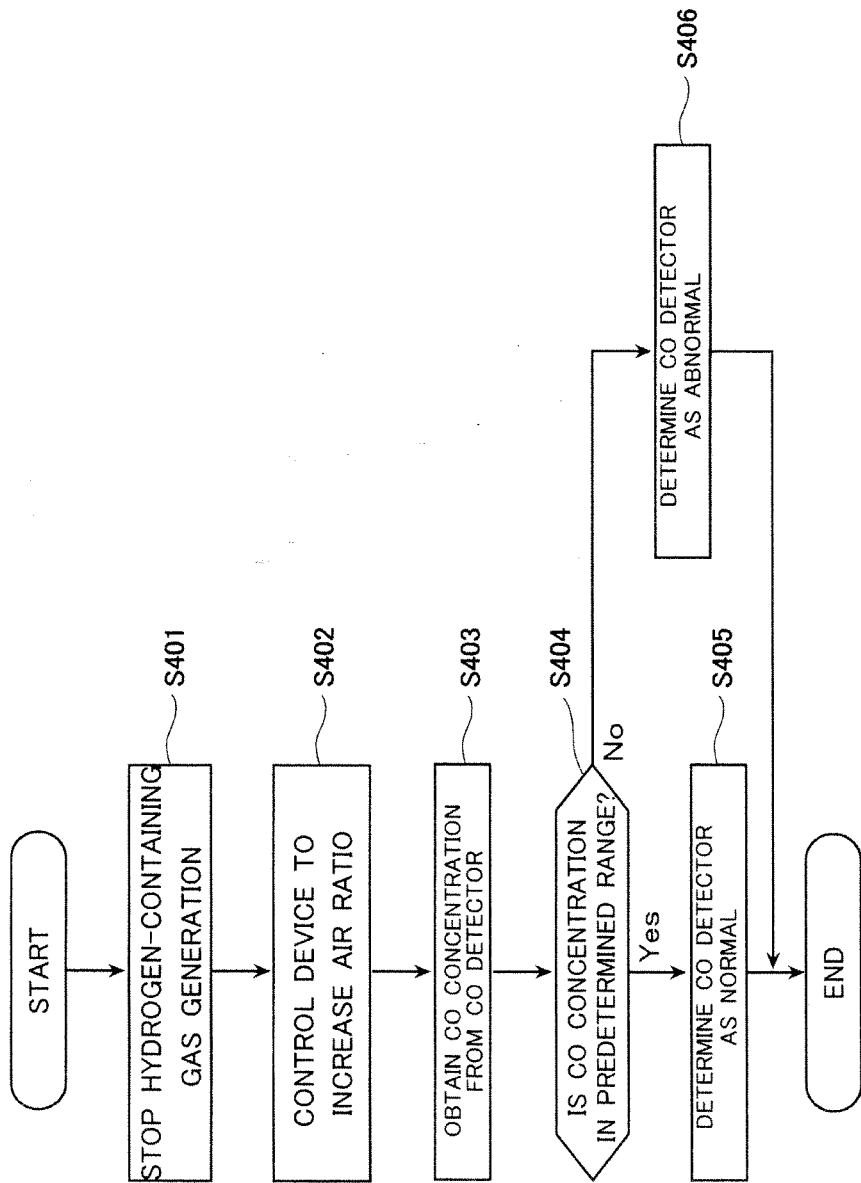 START
STOP HYDROGEN-CONTAINING
GAS GENERATION
S401
CONTROL DEVICE TO
INCREASE AIR RATIO
S402
OBTAIN CO CONCENTRATION
FROM CO DETECTOR
S403
IS CO CONCENTRATION
IN PREDETERMINED RANGE?
S404
No
Yes
DETERMINE CO DETECTOR
AS NORMAL
S405
DETERMINE CO DETECTOR
AS ABNORMAL
S406
END